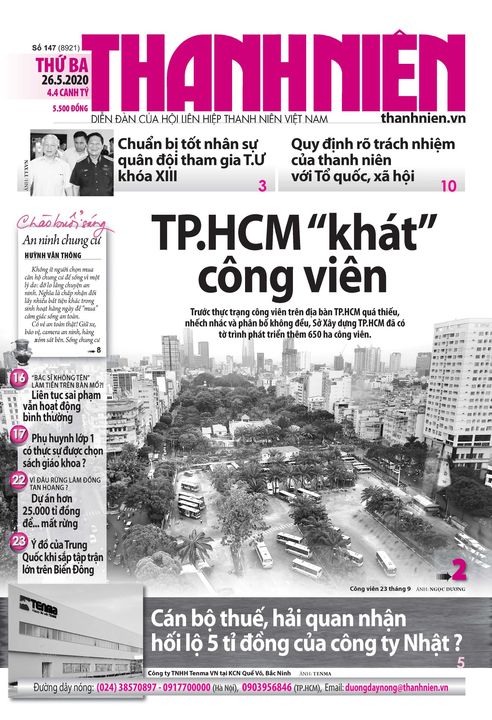 Số 147 (8921)
THỨ BA
26.5.2020
4.4 CANH TÝ
5.500 ĐỒNG
THANH NIÊN
DIỄN ĐÀN CỦA HỘI LIÊN HIỆP THANH NIÊN VIỆT NAM
thanhnien.vn
Chuẩn bị tốt nhân sự
quân đội tham gia T.Ư
khóa XIII
3
Quy định rõ trách nhiệm
của thanh niên
với Tổ quốc, xã hội
10
Chào buổi sáng
An ninh chung cư
HUỲNH VĂN THÔNG
Không ít người chọn mua
căn hộ chung cư để sống vì một
lý do: đỡ lo lắng chuyện an
ninh. Nghĩa là chấp nhận đổi
lấy nhiều bất tiện khác trong
sinh hoạt hằng ngày để "mua"
cảm giác sống an toàn.
Có vẻ an toàn thật! Giữ xe,
bảo vệ, camera an ninh, hàng
xóm sát bên. Sống chung cư
8
TP.HCM "khát"
công viên
Trước thực trạng công viên trên địa bàn TP.HCM quá thiếu,
nhếch nhác và phân bố không đều, Sở Xây dựng TP.HCM đã có
tờ trình phát triển thêm 650 ha công viên.
16 "BÁC SĨ KHÔNG TÊN"
LÀM TIỀN TRÊN BÀN MỔ?!
Liên tục sai phạm
vẫn hoạt động
bình thường
17 Phụ huynh lớp 1
có thực sự được chọn
sách giáo khoa?
22 VÌ ĐÂU RỪNG LÂM ĐỒNG
TAN HOANG?
Dự án hơn
25.000 tỉ đồng
để... mất rừng
23 Ý đồ của Trung
Quốc khi sắp tập trận
lớn trên Biển Đông
2
Công viên 23 tháng 9 ẢNH: NGỌC DƯƠNG
TENMA
Cán bộ thuế, hải quan nhận
hối lộ 5 tỉ đồng của công ty Nhật?
5
Công ty TNHH Tenma VN tại KCN Quế Võ, Bắc Ninh ẢNH: TENMA
Đường dây nóng: (024) 38570897 - 0917700000 (Hà Nội), 0903956846 (TP.HCM), Email: duongdaynong@thanhnien.vn